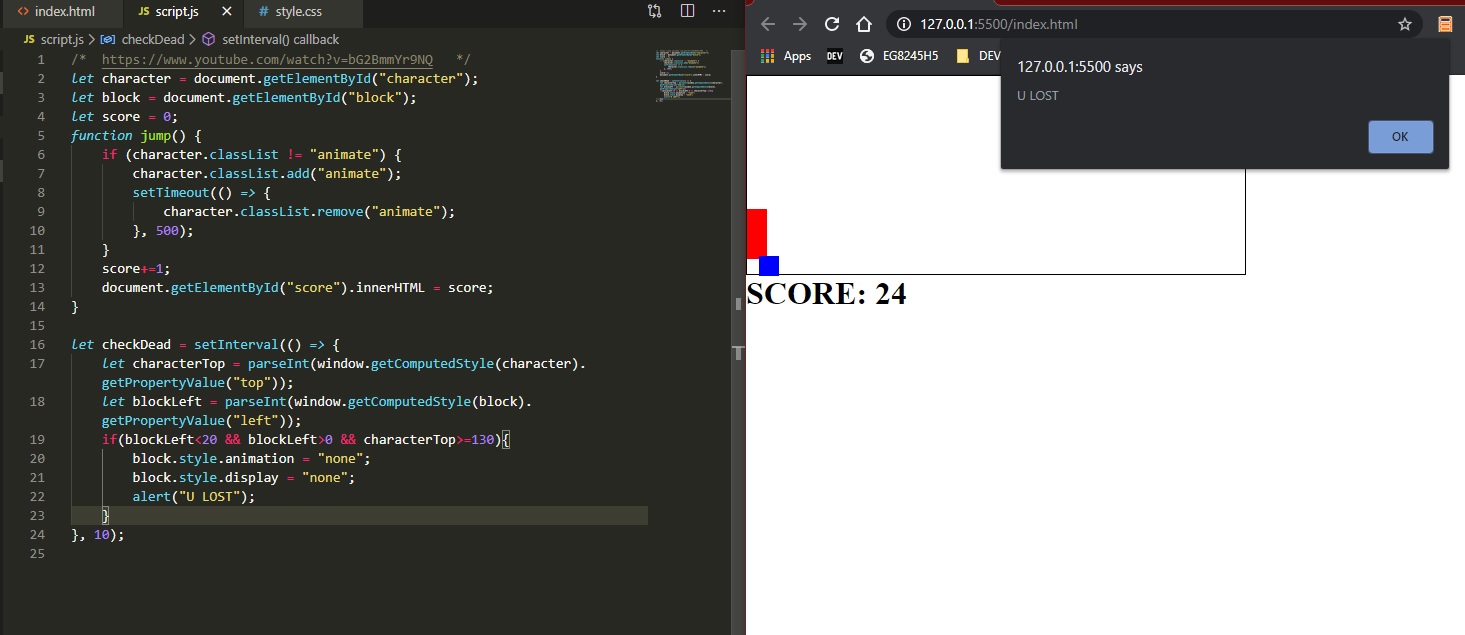 index.html JS script.js # style.css
JS script.js > checkDead > setInterval() callback
1 /* https://www.youtube.com/watch?v=bG2BmmYr9NQ */
2 let character = document.getElementById("character");
3 let block = document.getElementById("block");
4 let score = 0;
5 function jump() {
6 if (character.classList != "animate") {
7 character.classList.add("animate");
8 setTimeout(() => {
9 character.classList.remove("animate");
10 }, 500);
11 }
12 score+=1;
13 document.getElementById("score").innerHTML = score;
14 }
15
16 let checkDead = setInterval(() => {
17 let characterTop = parseInt(window.getComputedStyle(character).
getPropertyValue("top"));
18 let blockLeft = parseInt(window.getComputedStyle(block).
getPropertyValue("left"));
19 if(blockLeft<20 && blockLeft>0 && characterTop>=130){
20 block.style.animation = "none";
21 block.style.display = "none";
22 alert("U LOST");
23 }
24 }, 10);
25
127.0.0.1:5500/index.html
Apps DEV EG8245H5 DEV
127.0.0.1:5500 says
U LOST
OK
SCORE: 24